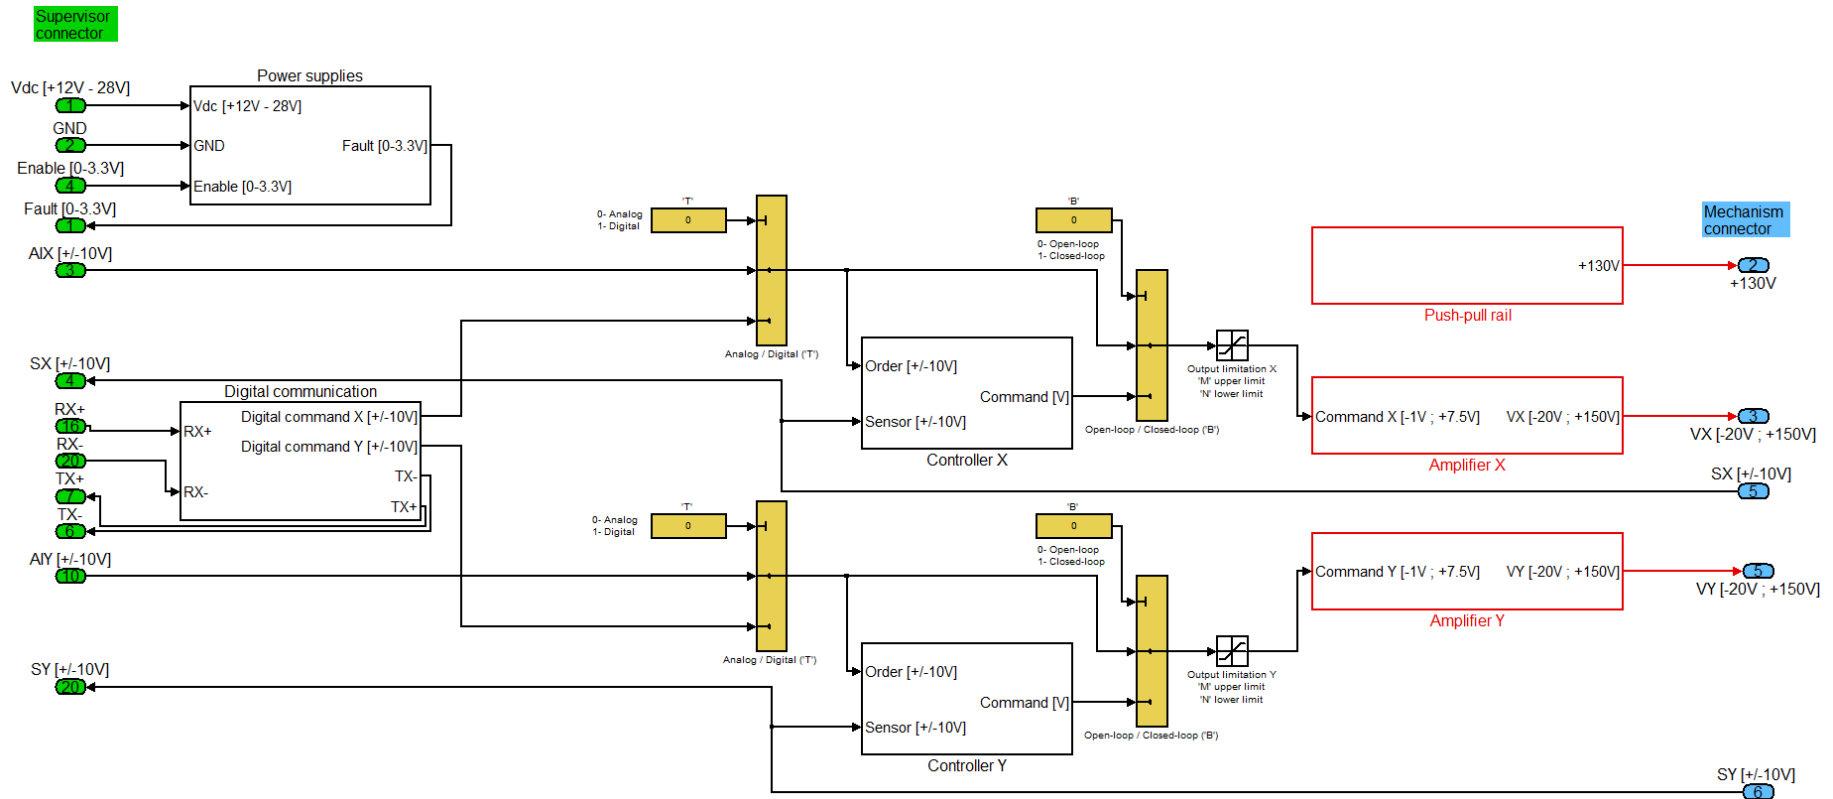 Supervisor
connector
Power supplies
Vdc [+12V - 28V]
1
Vdc [+12V - 28V]
GND
2
GND
Fault [0-3.3V]
Enable [0-3.3V]
4
Enable [0-3.3V]
Fault [0-3.3V]
1
AIX [+/-10V]
3
'T'
0- Analog
1- Digital
0
Analog / Digital ('T')
'B'
0
0- Open-loop
1- Closed-loop
Mechanism
connector
+130V
2
+130V
Push-pull rail
SX [+/-10V]
4
Order [+/-10V]
Command [V]
Sensor [+/-10V]
Controller X
Open-loop / Closed-loop ('B')
Output limitation X
'M' upper limit
'N' lower limit
Command X [-1V ; +7.5V]
VX [-20V ; +150V]
Amplifier X
3
VX [-20V ; +150V]
SX [+/-10V]
5
Digital communication
RX+
16
RX+
RX-
20
RX-
TX+
7
TX-
6
Digital command X [+/-10V]
Digital command Y [+/-10V]
TX-
TX+
AIY [+/-10V]
10
'T'
0- Analog
1- Digital
0
Analog / Digital ('T')
'B'
0
0- Open-loop
1- Closed-loop
Command Y [-1V ; +7.5V]
VY [-20V ; +150V]
Amplifier Y
5
VY [-20V ; +150V]
SY [+/-10V]
20
Order [+/-10V]
Command [V]
Sensor [+/-10V]
Controller Y
Open-loop / Closed-loop ('B')
Output limitation Y
'M' upper limit
'N' lower limit
SY [+/-10V]
6